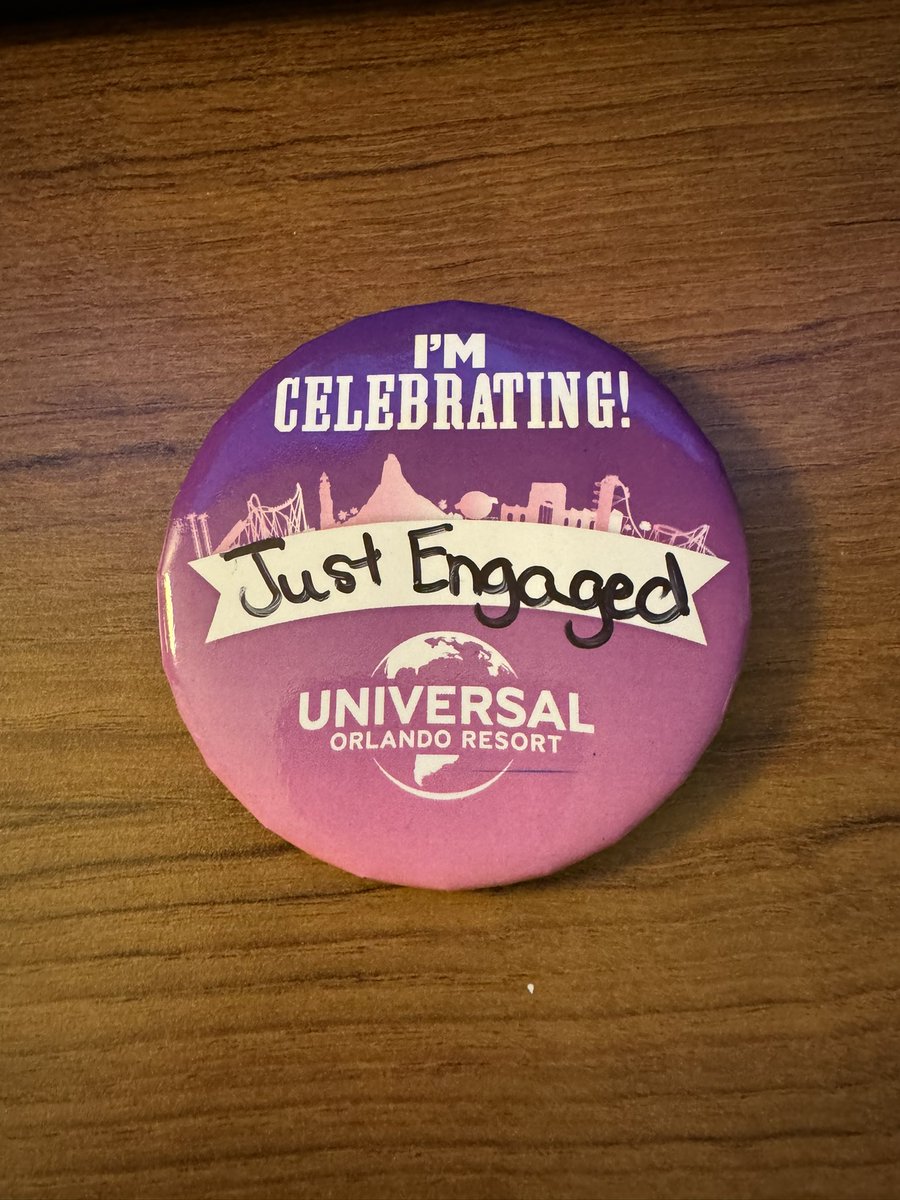 I'M
CELEBRATING!
Just Engaged
UNIVERSAL
ORLANDO RESORT